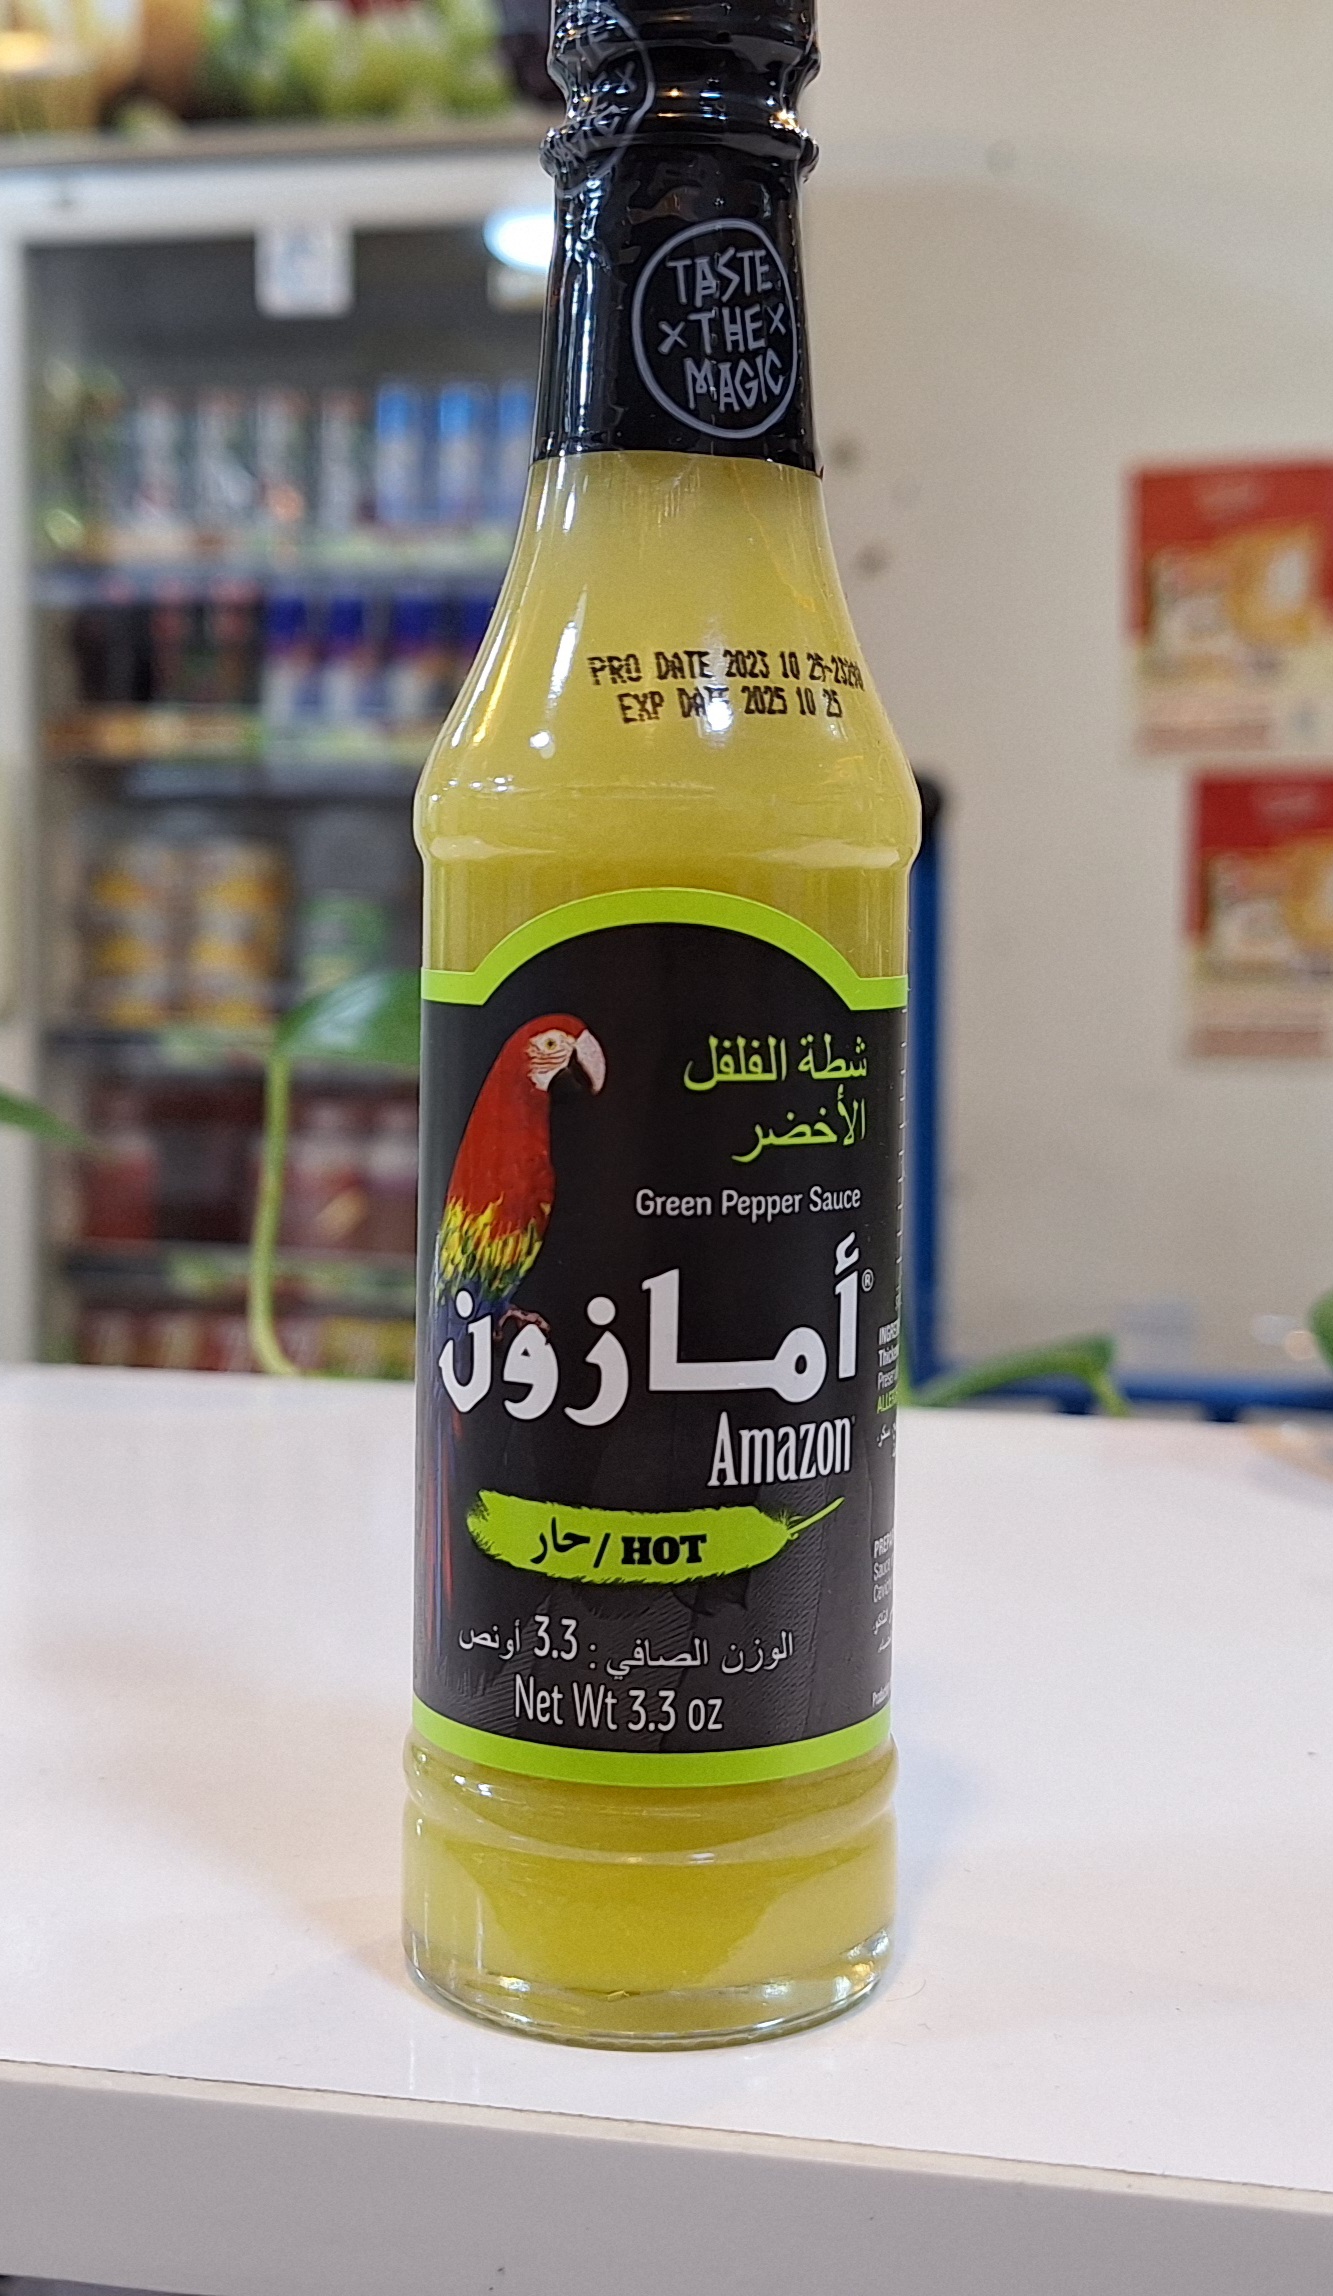 TASTE
x THE x
MAGIC
PRO DATE 2023 10 25-23298
EXP DATE 2025 10 25
شطة الفلفل
الأخضر
Green Pepper Sauce
أمازون®
Amazon
حار / HOT
الوزن الصافي : 3.3 أونص
Net Wt 3.3 oz